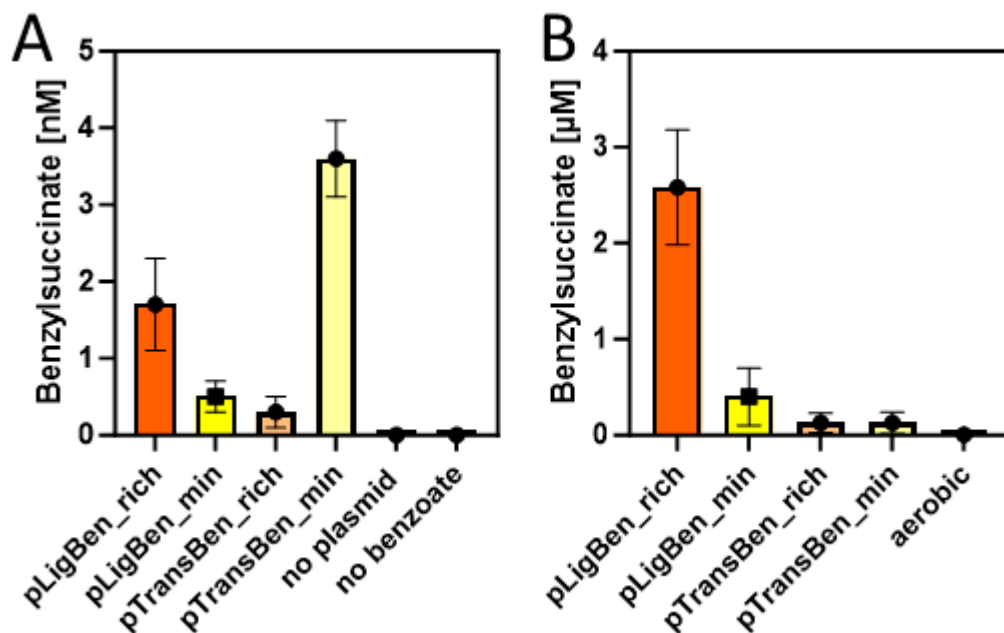 A
Benzylsuccinate [nM]
5
4
3
2
1
0
pLigBen_rich
pLigBen_min
pTransBen_rich
pTransBen_min
no plasmid
no benzoate
B
Benzylsuccinate [µM]
4
3
2
1
0
pLigBen_rich
pLigBen_min
pTransBen_rich
pTransBen_min
aerobic